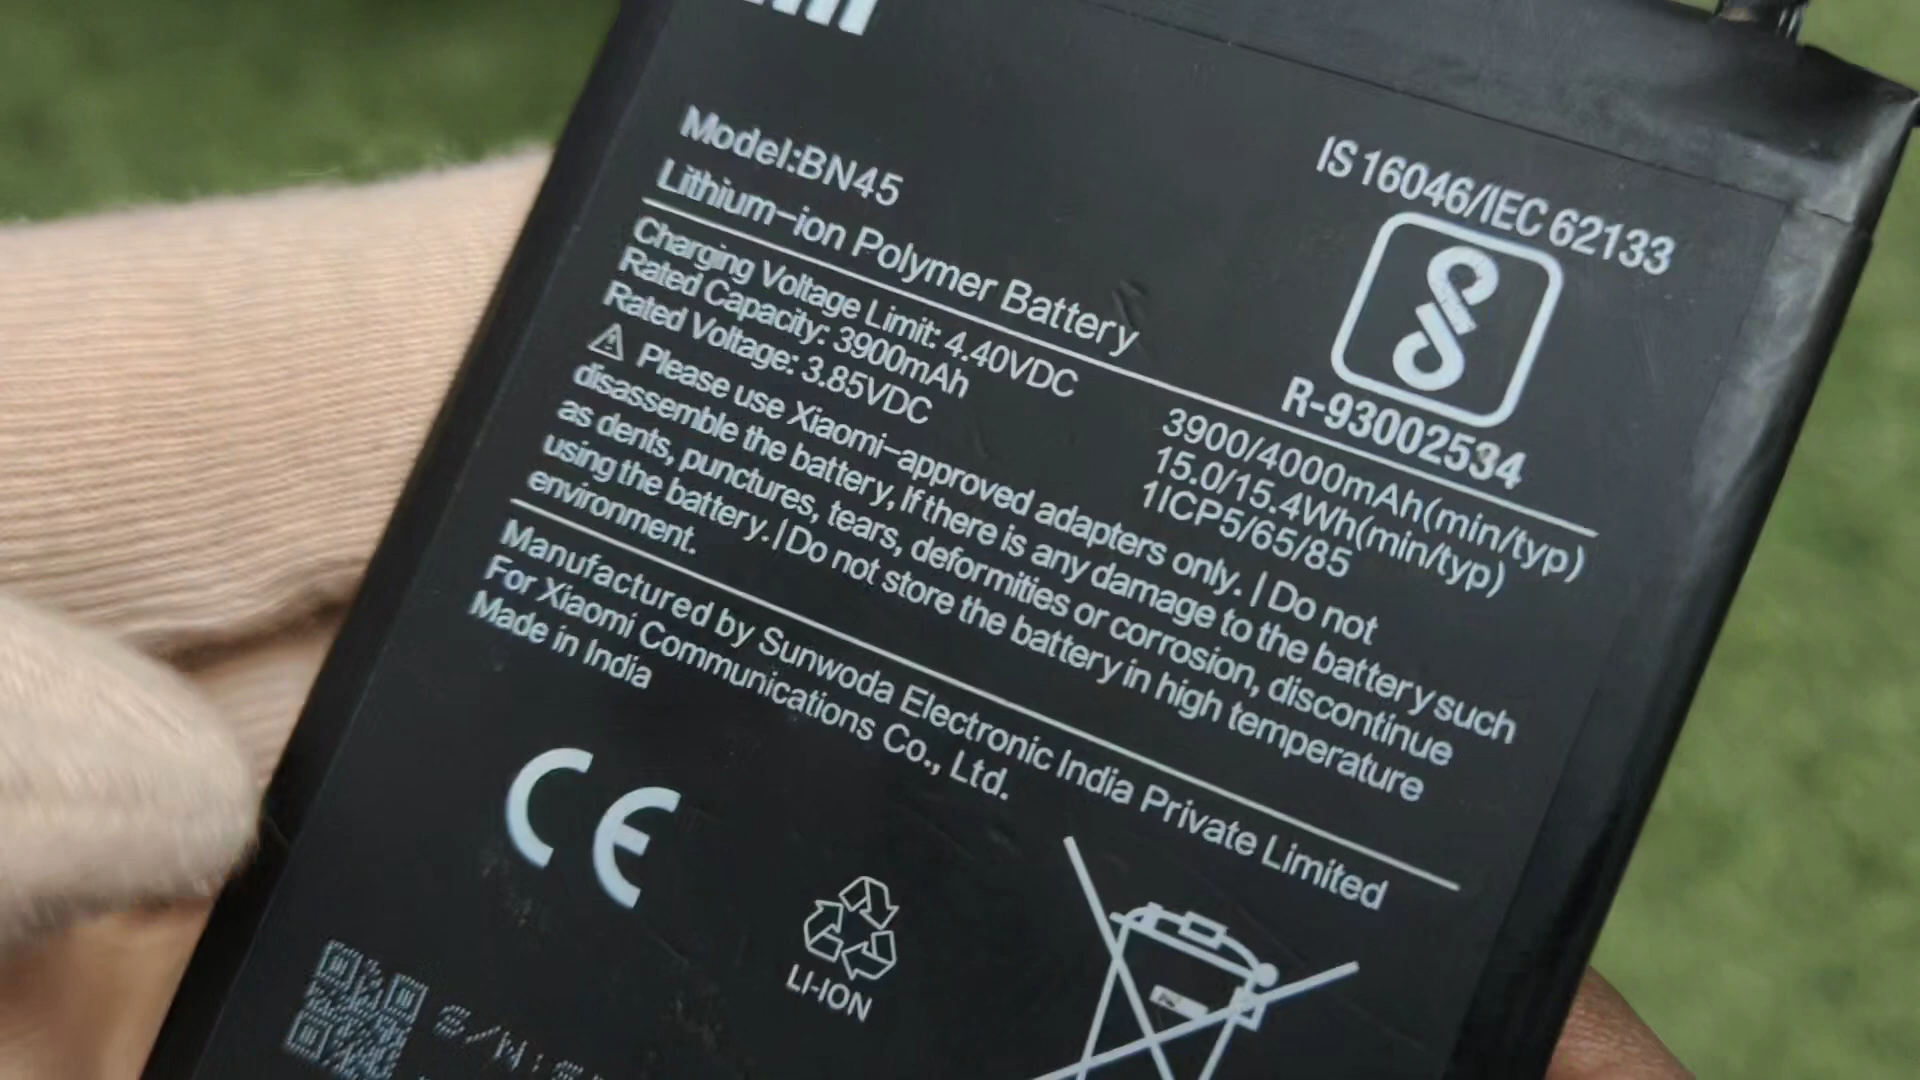 Model:BN45
Lithium-ion Polymer Battery
IS 16046/IEC 62133
R-93002534
Charging Voltage Limit: 4.40VDC
Rated Capacity: 3900mAh
Rated Voltage: 3.85VDC
3900/4000mAh(min/typ)
15.0/15.4Wh(min/typ)
1ICP5/65/85
Please use Xiaomi-approved adapters only. | Do not
disassemble the battery, If there is any damage to the battery such
as dents, punctures, tears, deformities or corrosion, discontinue
using the battery. | Do not store the battery in high temperature
environment.
Manufactured by Sunwoda Electronic India Private Limited
For Xiaomi Communications Co., Ltd.
Made in India
CE
LI-ION
S/N: